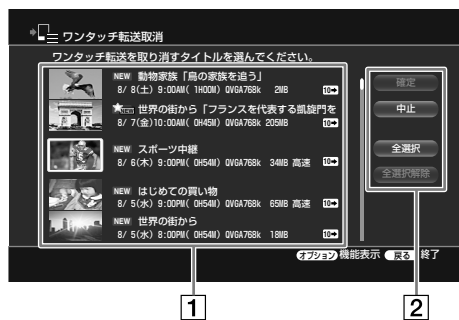 ワンタッチ転送取消
ワンタッチ転送を取り消すタイトルを選んでください。
NEW 動物家族「鳥の家族を追う」
8/ 8(土) 9:00AM( 1H00M) QVGA768k 2MB 10
世界の街から「フランスを代表する凱旋門を
8/ 7(金)10:00AM( 0H45M) QVGA768k 205MB 10
NEW スポーツ中継
8/ 6(木) 9:00PM( 0H54M) QVGA768k 34MB 高速 10
NEW はじめての買い物
8/ 5(水) 9:00PM( 0H54M) QVGA768k 65MB 高速 10
NEW 世界の街から
8/ 5(水) 9:00PM( 0H54M) QVGA768k 18MB 10
確定
中止
全選択
全選択解除
オプション 機能表示 戻る 終了
1
2